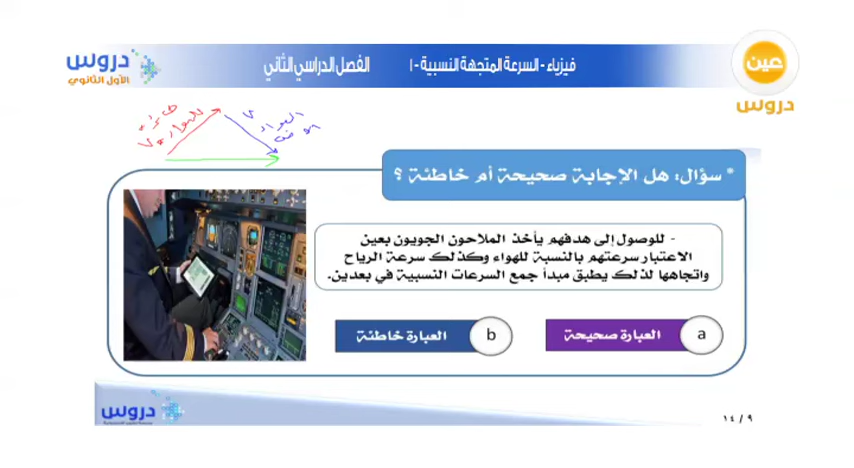 دروس
الأول الثانوي
الفصل الدراسي الثاني
فيزياء - السرعة المتجهة النسبية - ١
عين
دروس
* سؤال: هل الإجابة صحيحة أم خاطئة ؟
- للوصول إلى هدفهم يأخذ الملاحون الجويون بعين
الاعتبار سرعتهم بالنسبة للهواء وكذلك سرعة الرياح
واتجاهها لذلك يطبق مبدأ جمع السرعات النسبية في بعدين.
a العبارة صحيحة
b العبارة خاطئة
دروس
٩ / ١٤